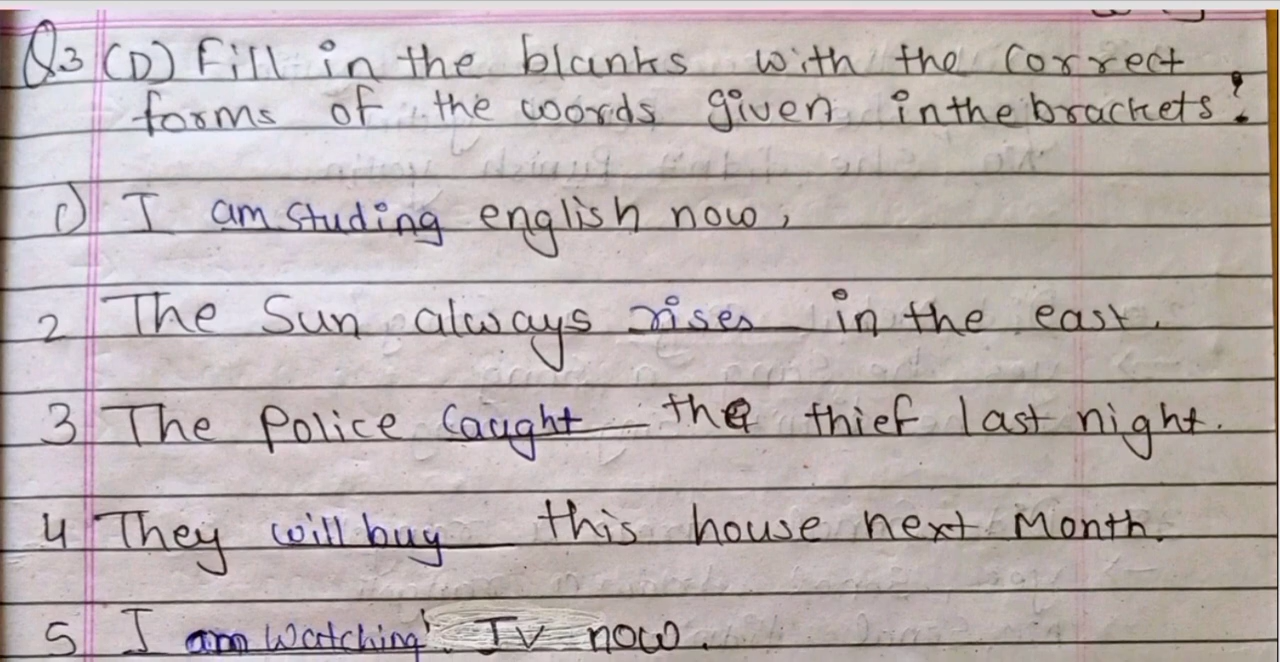 Q3 (D) Fill in the blanks with the correct
forms of the words given in the brackets:
1) I am studing english now,
2 The Sun always rises in the east.
3 The Police caught the thief last night.
4 They will buy this house next Month.
5 I am Watching TV now.